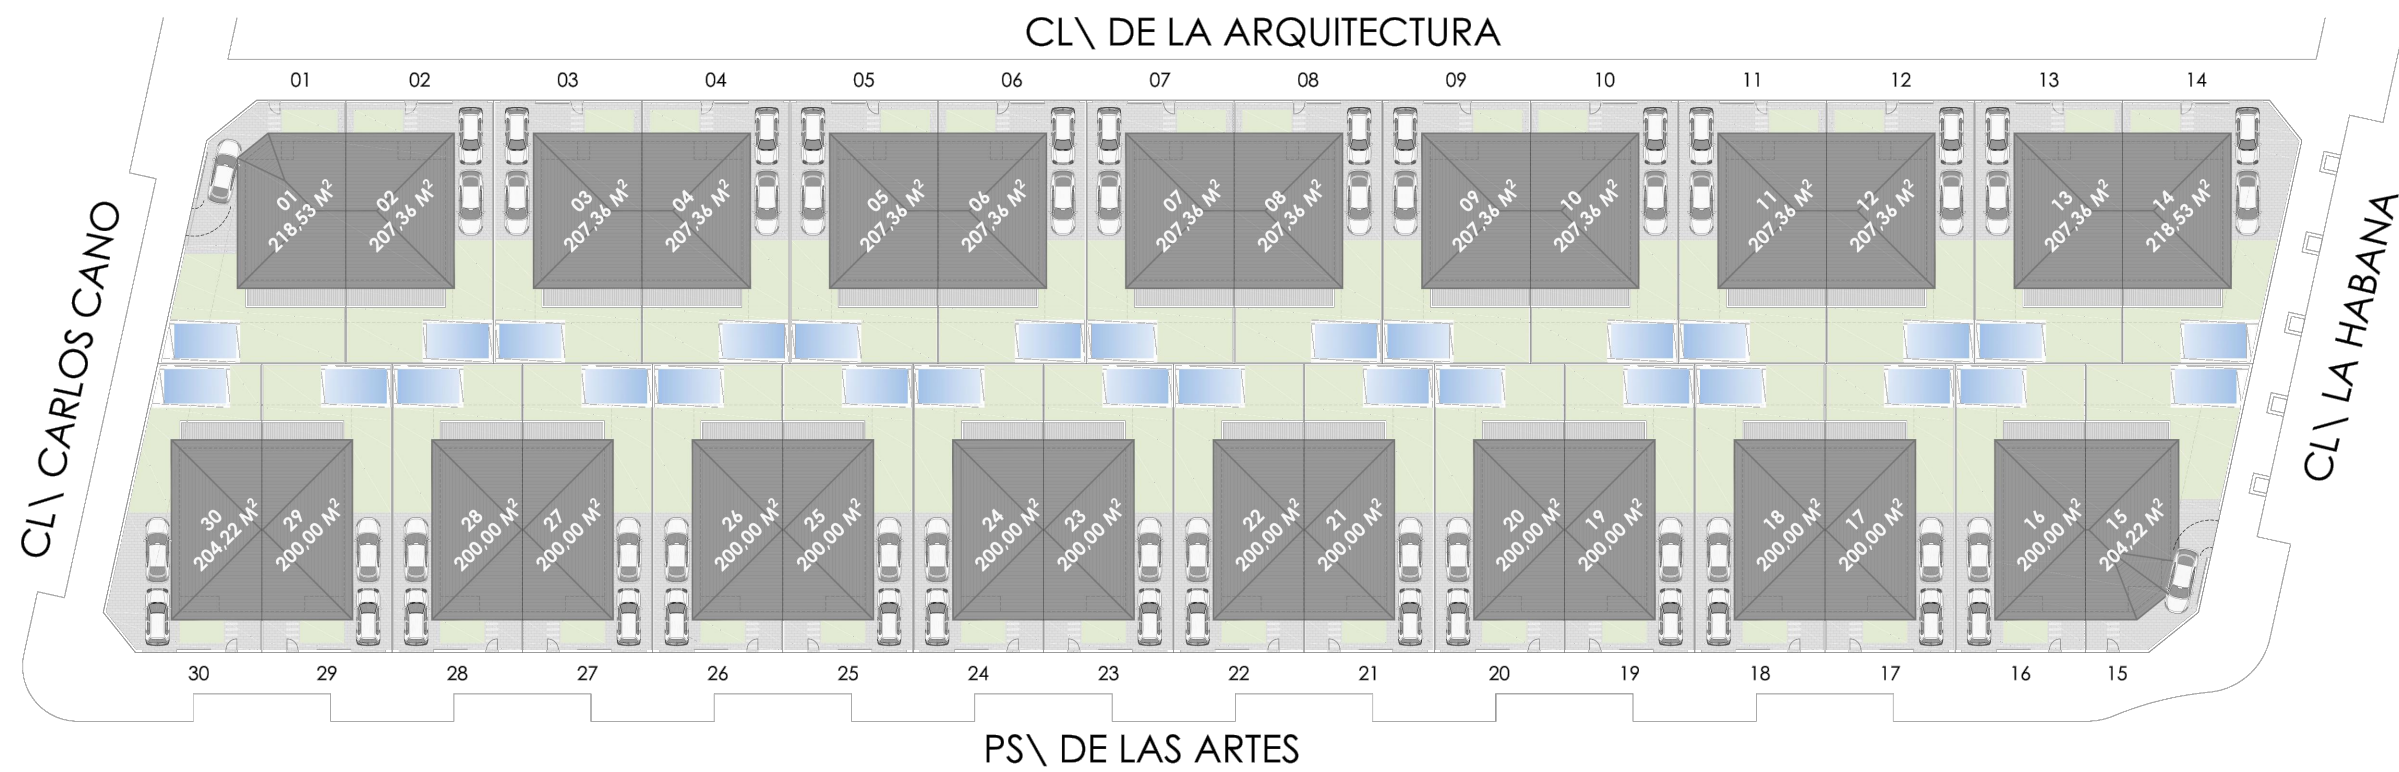 CL\ DE LA ARQUITECTURA
01 02 03 04 05 06 07 08 09 10 11 12 13 14
CL\ CARLOS CANO
CL\ LA HABANA
01
218,53 M²
02
207,36 M²
03
207,36 M²
04
207,36 M²
05
207,36 M²
06
207,36 M²
07
207,36 M²
08
207,36 M²
09
207,36 M²
10
207,36 M²
11
207,36 M²
12
207,36 M²
13
207,36 M²
14
218,53 M²
30
204,22 M²
29
200,00 M²
28
200,00 M²
27
200,00 M²
26
200,00 M²
25
200,00 M²
24
200,00 M²
23
200,00 M²
22
200,00 M²
21
200,00 M²
20
200,00 M²
19
200,00 M²
18
200,00 M²
17
200,00 M²
16
200,00 M²
15
204,22 M²
30 29 28 27 26 25 24 23 22 21 20 19 18 17 16 15
PS\ DE LAS ARTES